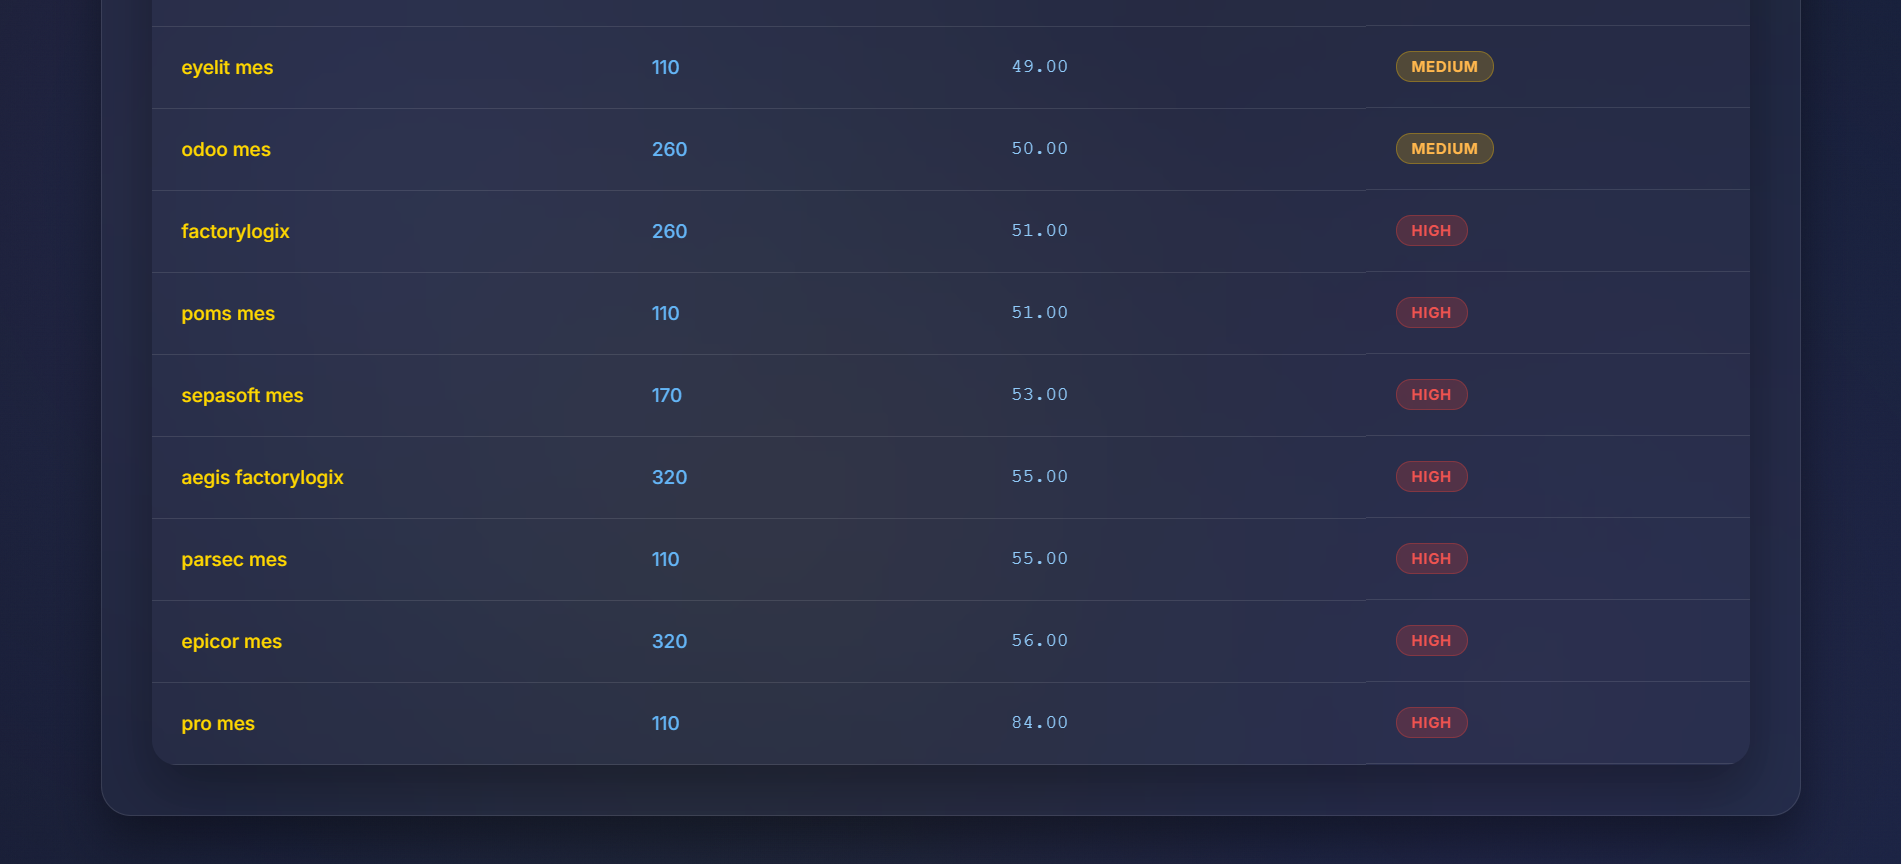 eyelit mes 110 49.00 MEDIUM
odoo mes 260 50.00 MEDIUM
factorylogix 260 51.00 HIGH
poms mes 110 51.00 HIGH
sepasoft mes 170 53.00 HIGH
aegis factorylogix 320 55.00 HIGH
parsec mes 110 55.00 HIGH
epicor mes 320 56.00 HIGH
pro mes 110 84.00 HIGH